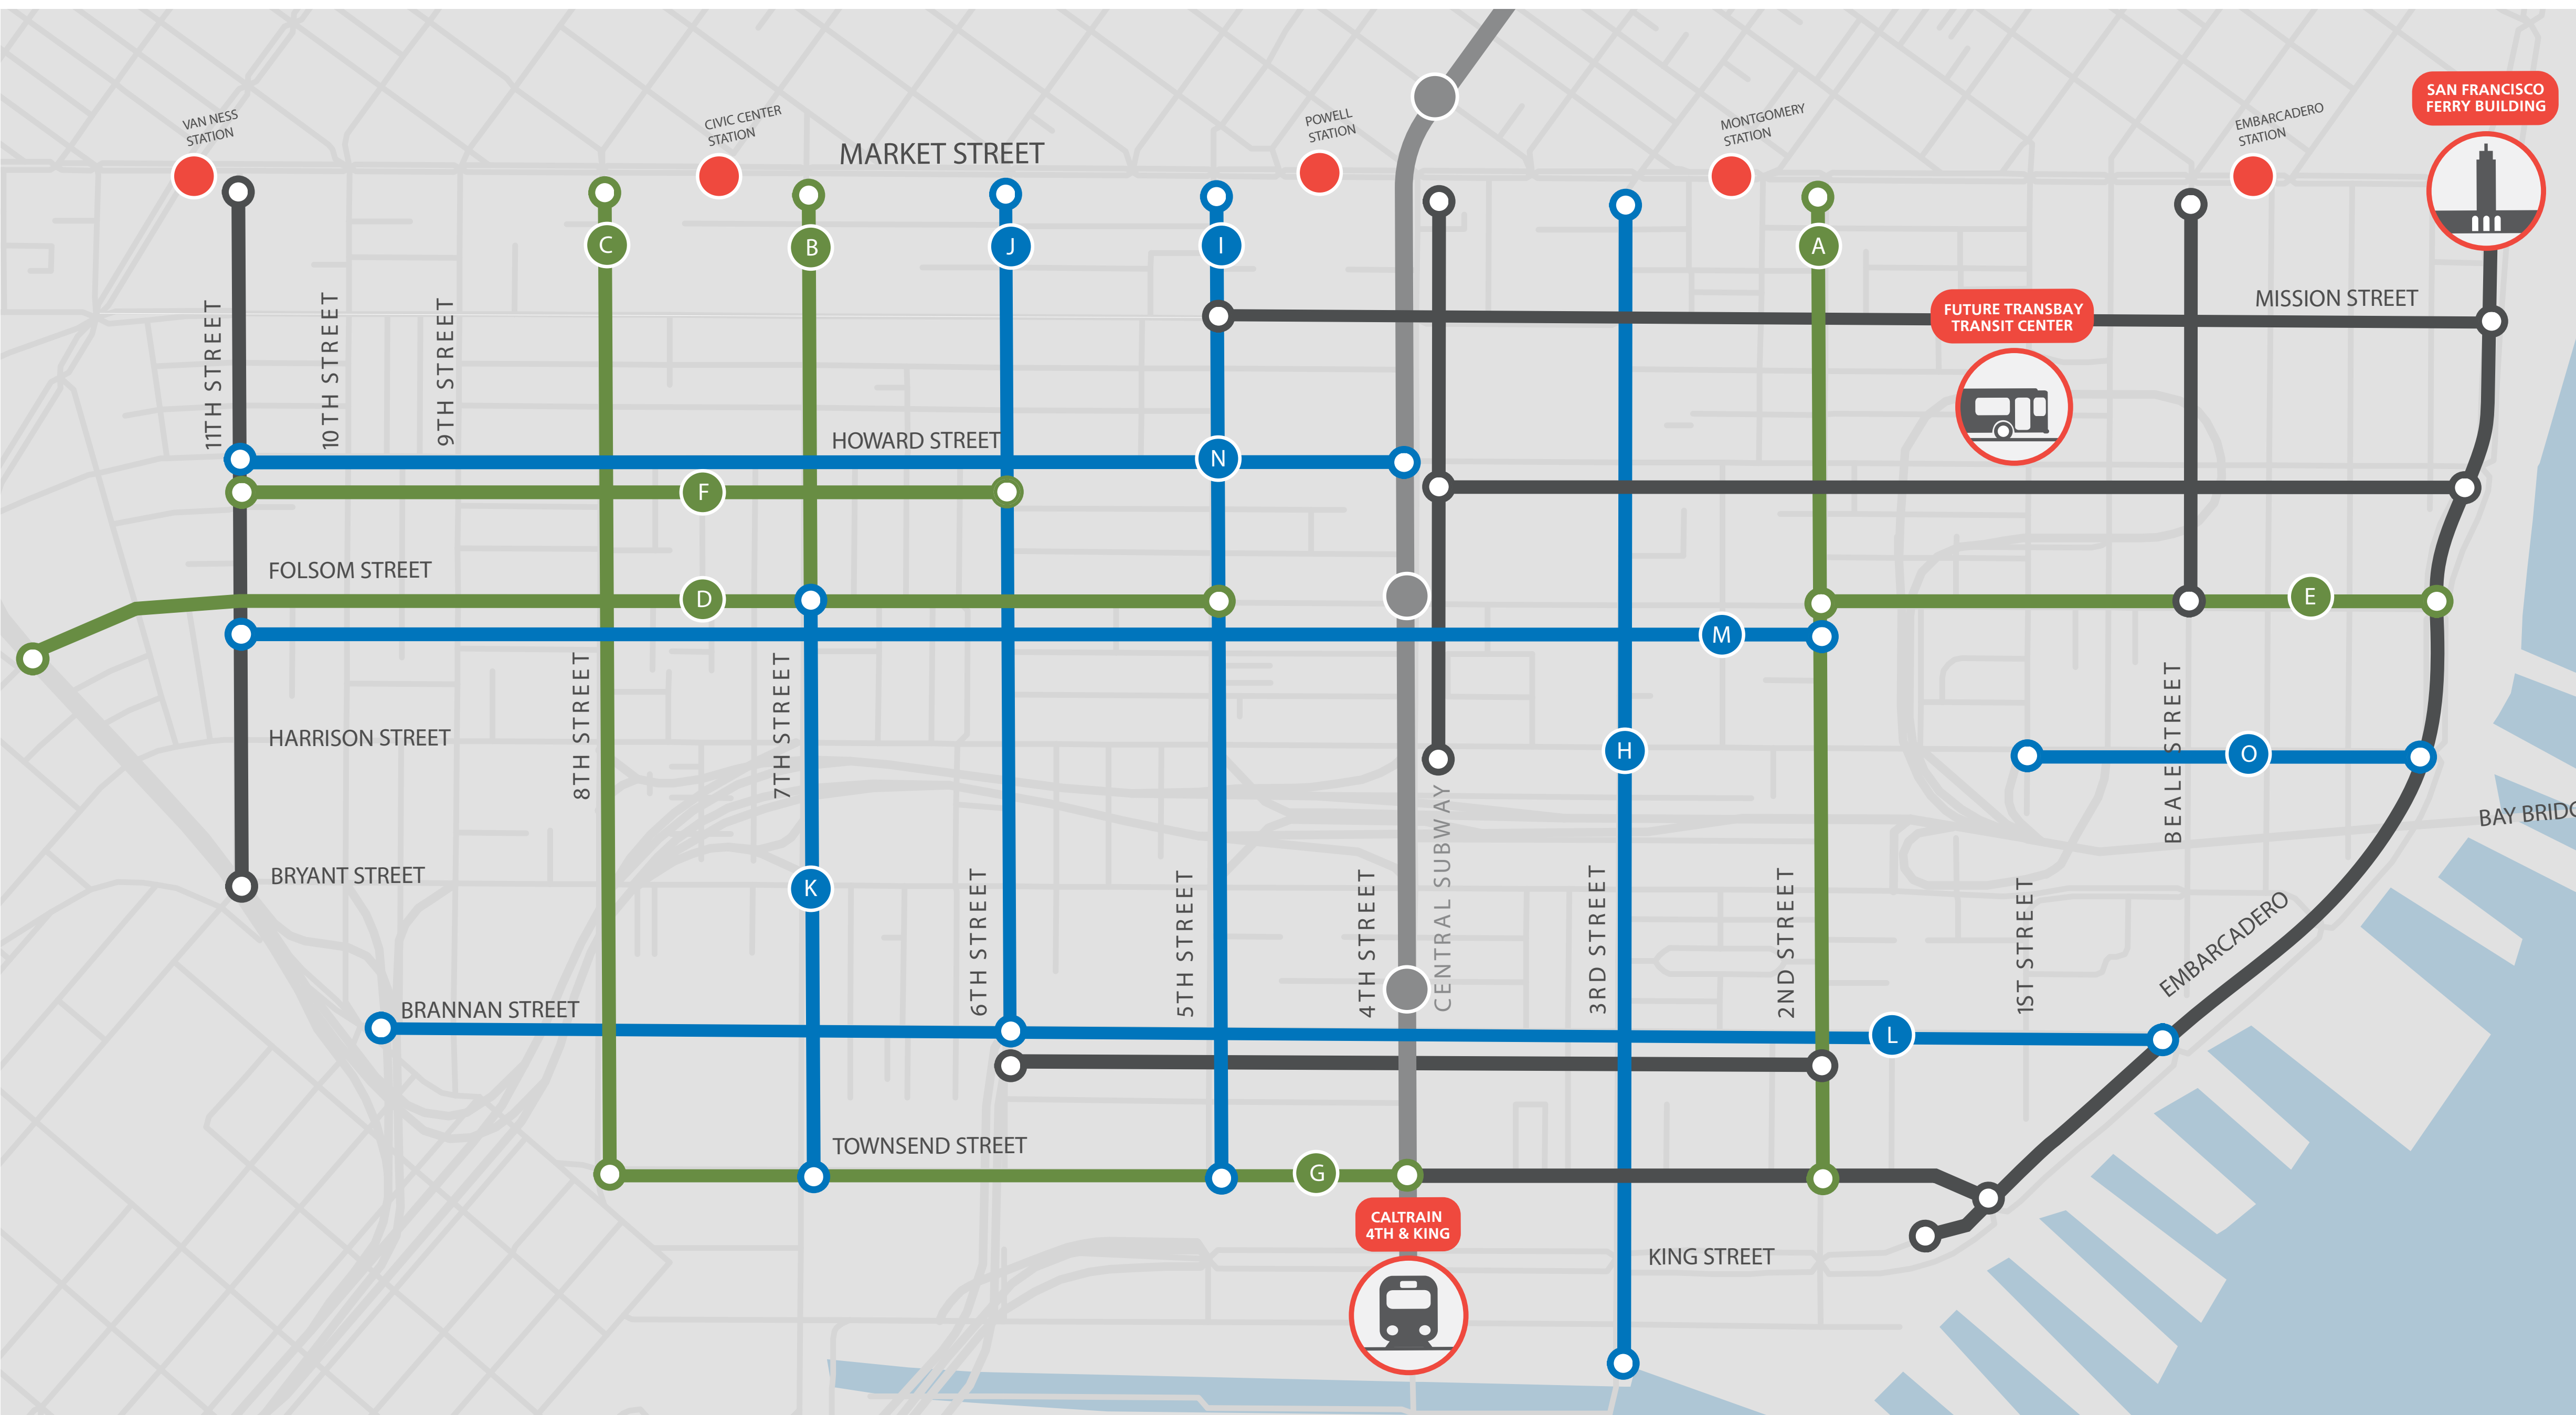 SAN FRANCISCO
FERRY BUILDING
VAN NESS
STATION
CIVIC CENTER
STATION
POWELL
STATION
MONTGOMERY
STATION
EMBARCADERO
STATION
MARKET STREET
C
B
J
I
A
MISSION STREET
FUTURE TRANSBAY
TRANSIT CENTER
11TH STREET
10TH STREET
9TH STREET
HOWARD STREET
N
F
FOLSOM STREET
D
E
M
8TH STREET
7TH STREET
HARRISON STREET
H
O
BEALE STREET
BAY BRIDG
BRYANT STREET
K
6TH STREET
5TH STREET
4TH STREET
CENTRAL SUBWAY
3RD STREET
2ND STREET
1ST STREET
EMBARCADERO
BRANNAN STREET
L
TOWNSEND STREET
G
CALTRAIN
4TH & KING
KING STREET